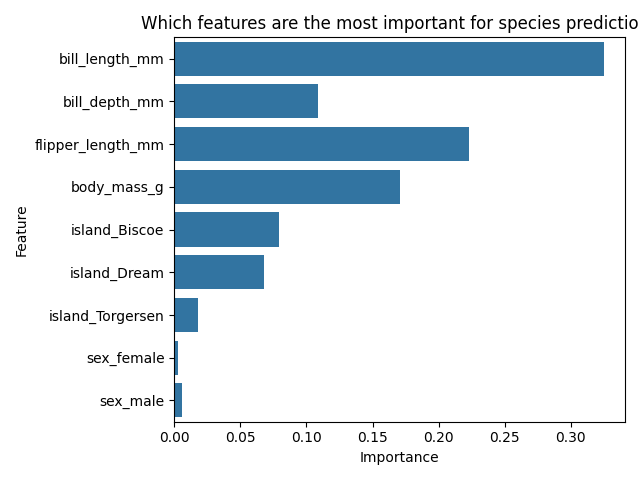 Which features are the most important for species predictio
bill_length_mm
bill_depth_mm
flipper_length_mm
body_mass_g
island_Biscoe
island_Dream
island_Torgersen
sex_female
sex_male
Feature
0.00 0.05 0.10 0.15 0.20 0.25 0.30
Importance